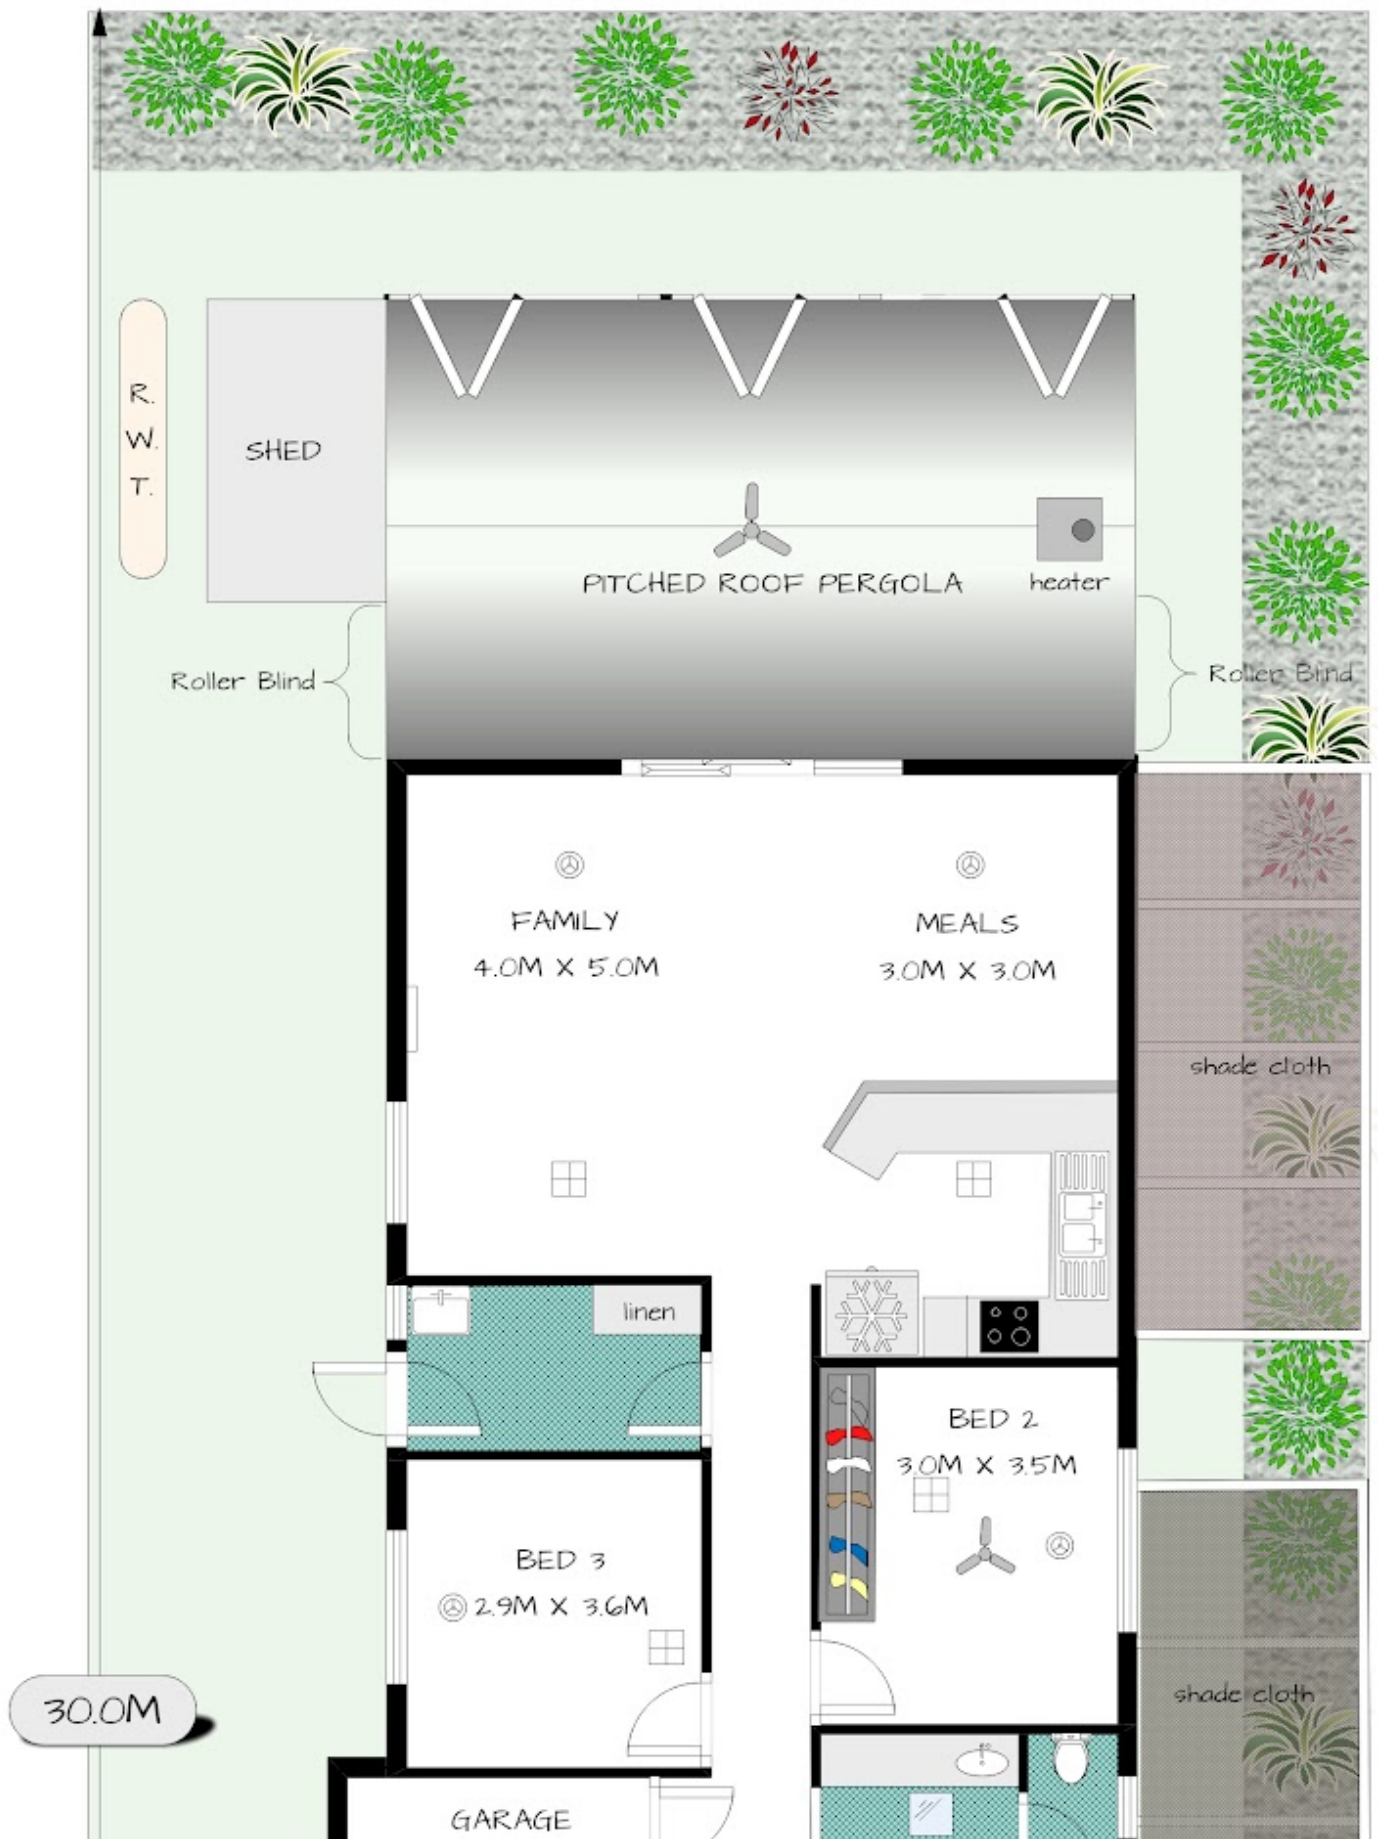 R.
W.
T.
SHED
PITCHED ROOF PERGOLA
heater
Roller Blind
Roller Blind
FAMILY
4.0M X 5.0M
MEALS
3.0M X 3.0M
shade cloth
linen
BED 2
3.0M X 3.5M
BED 3
2.9M X 3.6M
shade cloth
30.0M
GARAGE